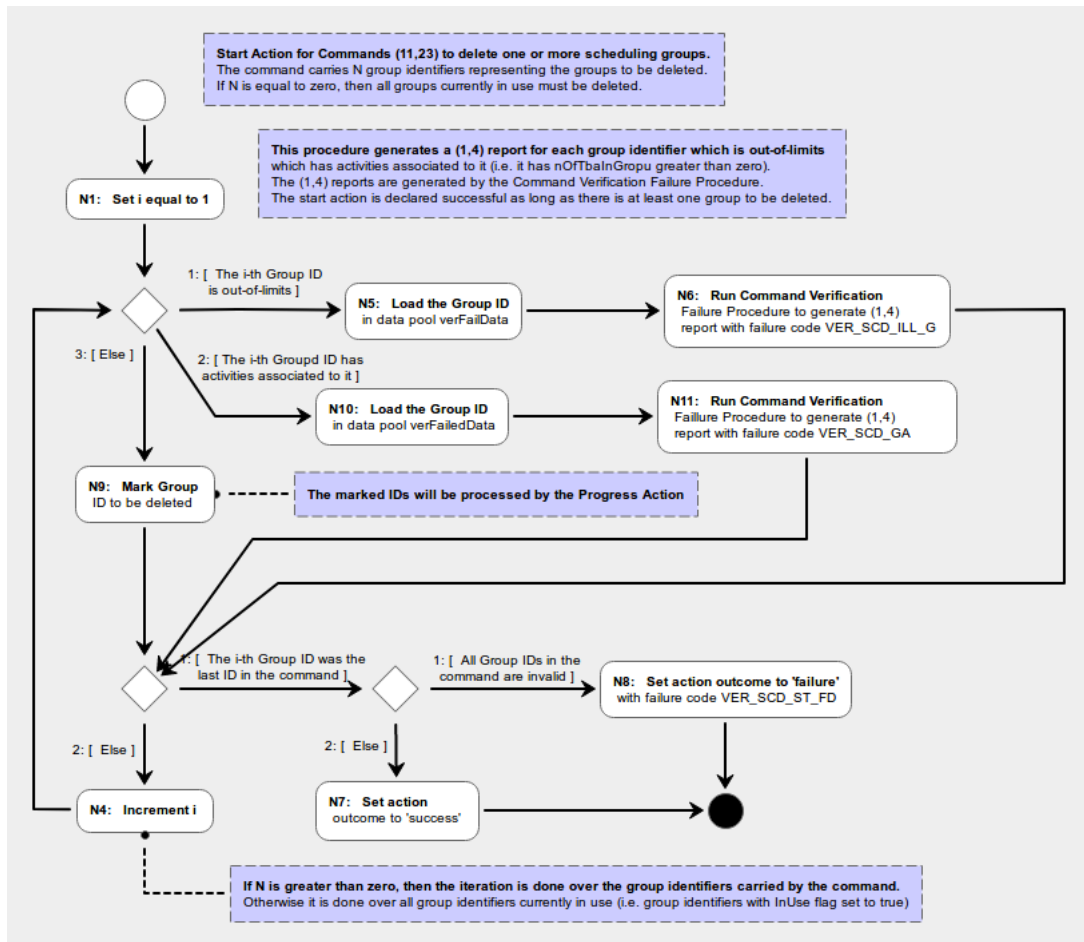 Start Action for Commands (11,23) to delete one or more scheduling groups.
The command carries N group identifiers representing the groups to be deleted.
If N is equal to zero, then all groups currently in use must be deleted.
This procedure generates a (1,4) report for each group identifier which is out-of-limits
which has activities associated to it (i.e. it has nOfTbaInGropu greater than zero).
The (1,4) reports are generated by the Command Verification Failure Procedure.
The start action is declared successful as long as there is at least one group to be deleted.
N1: Set i equal to 1
1: [ The i-th Group ID
is out-of-limits ]
N5: Load the Group ID
in data pool verFailData
N6: Run Command Verification
Failure Procedure to generate (1,4)
report with failure code VER_SCD_ILL_G
3: [ Else ]
2: [ The i-th Groupd ID has
activities associated to it ]
N10: Load the Group ID
in data pool verFailedData
N11: Run Command Verification
Faillure Procedure to generate (1,4)
report with failure code VER_SCD_GA
N9: Mark Group
ID to be deleted
The marked IDs will be processed by the Progress Action
1: [ The i-th Group ID was the
last ID in the command ]
1: [ All Group IDs in the
command are invalid ]
N8: Set action outcome to 'failure'
with failure code VER_SCD_ST_FD
2: [ Else ]
2: [ Else ]
N4: Increment i
N7: Set action
outcome to 'success'
If N is greater than zero, then the iteration is done over the group identifiers carried by the command.
Otherwise it is done over all group identifiers currently in use (i.e. group identifiers with InUse flag set to true)